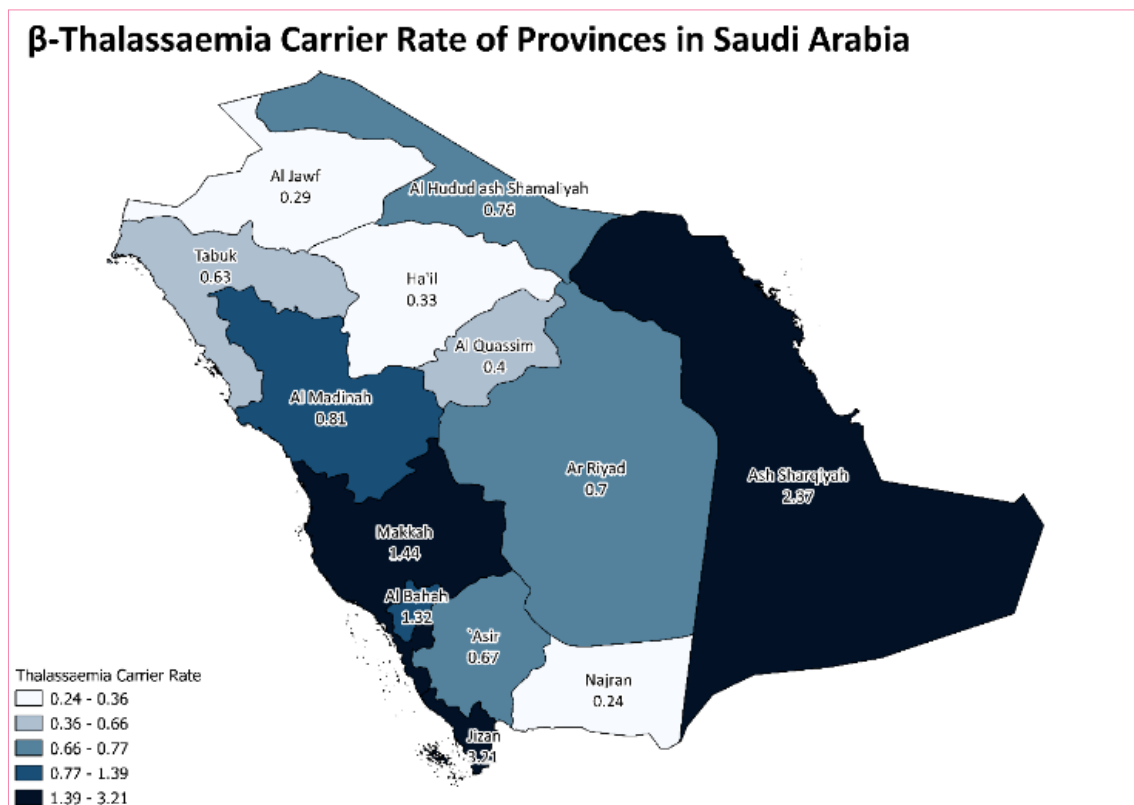 β-Thalassaemia Carrier Rate of Provinces in Saudi Arabia
Al Jawf
0.29
Al Hudud ash Shamaliyah
0.76
Tabuk
0.63
Ha'il
0.33
Al Quassim
0.4
Al Madinah
0.81
Ar Riyad
0.7
Ash Sharqiyah
2.37
Makkah
1.44
Al Bahah
1.32
`Asir
0.67
Najran
0.24
Jizan
3.21
Thalassaemia Carrier Rate
0.24 - 0.36
0.36 - 0.66
0.66 - 0.77
0.77 - 1.39
1.39 - 3.21